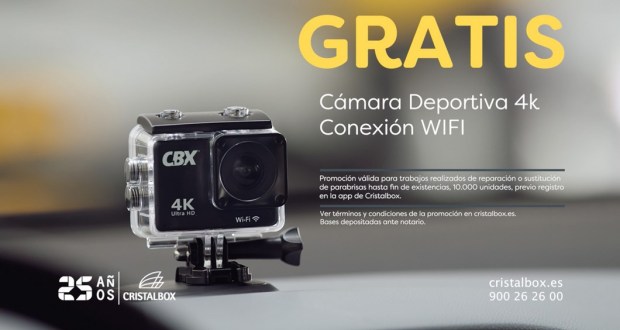 GRATIS
Cámara Deportiva 4k
Conexión WIFI
Promoción válida para trabajos realizados de reparación o sustitución
de parabrisas hasta fin de existencias, 10.000 unidades, previo registro
en la app de Cristalbox.
Ver términos y condiciones de la promoción en cristalbox.es.
Bases depositadas ante notario.
CBX
4K
Ultra HD
Wi-Fi
25 AÑOS
CRISTALBOX
cristalbox.es
900 26 26 00